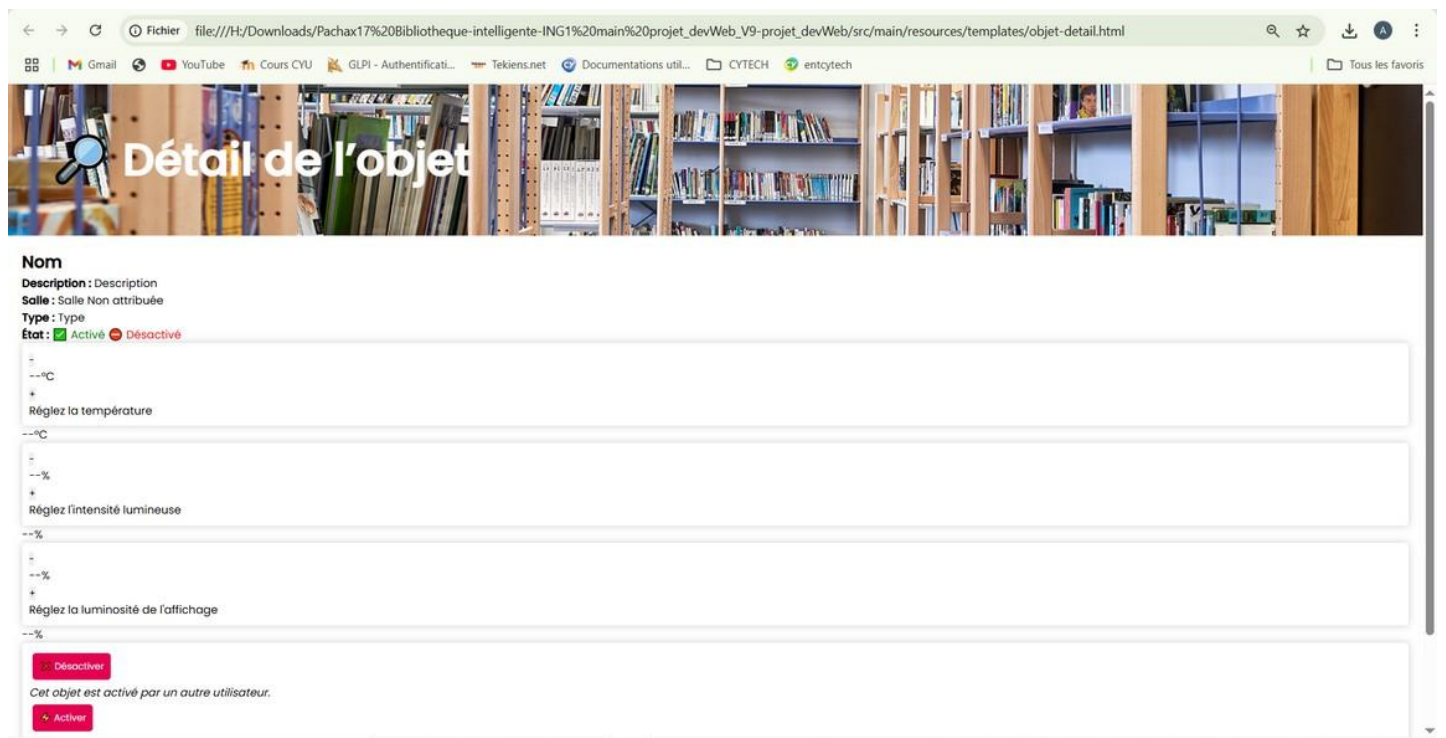 Fichier file:///H:/Downloads/Pachax17%20Bibliotheque-intelligente-ING1%20main%20projet_devWeb_V9-projet_devWeb/src/main/resources/templates/objet-detail.html A
Gmail YouTube Cours CYU GLPI - Authentificati... Tekiens.net Documentations util... CYTECH entcytech Tous les favoris
Détail de l’objet
Nom
Description : Description
Salle : Salle Non attribuée
Type : Type
État : ✅ Activé ⛔ Désactivé
-
--°C
+
Réglez la température
--°C
-
--%
+
Réglez l'intensité lumineuse
--%
-
--%
+
Réglez la luminosité de l'affichage
--%
Désactiver
Cet objet est activé par un autre utilisateur.
Activer